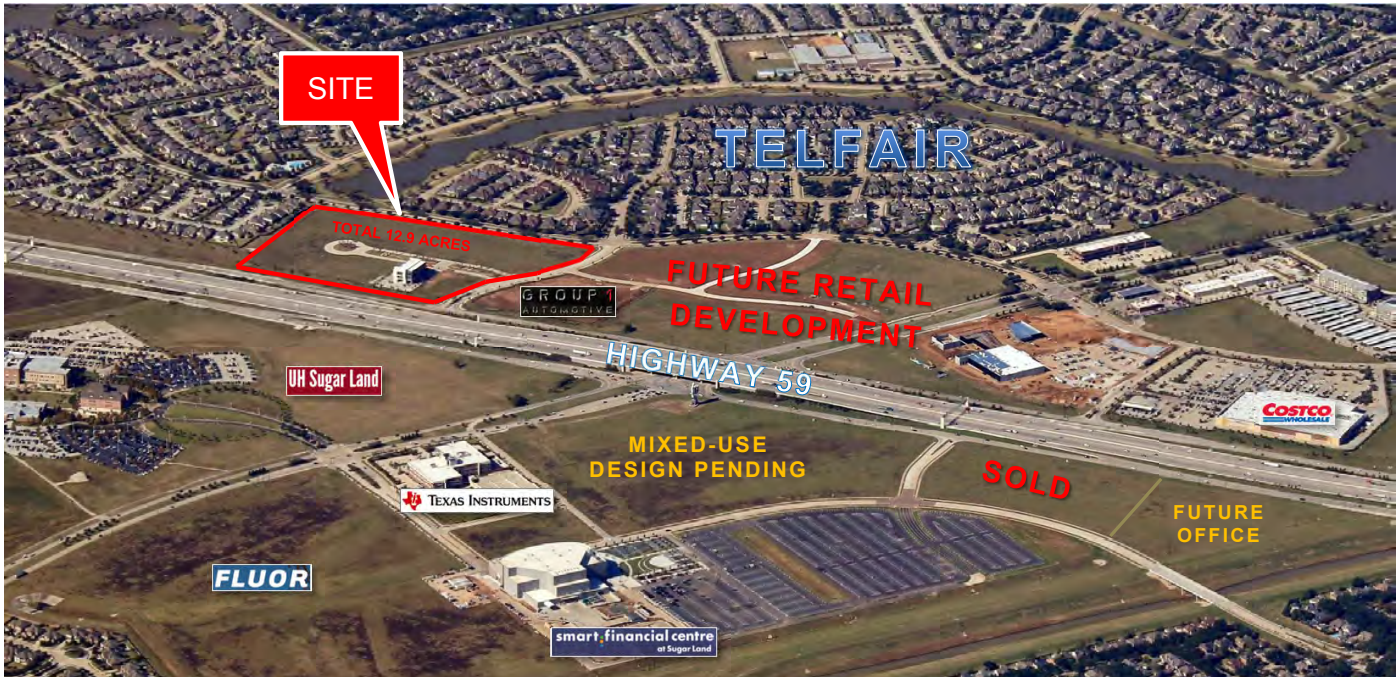 SITE
TELFAIR
TOTAL 12.9 ACRES
FUTURE RETAIL
DEVELOPMENT
GROUP 1
AUTOMOTIVE
HIGHWAY 59
UH Sugar Land
COSTCO
WHOLESALE
MIXED-USE
DESIGN PENDING
SOLD
TEXAS INSTRUMENTS
FUTURE
OFFICE
FLUOR
smart financial centre
at Sugar Land